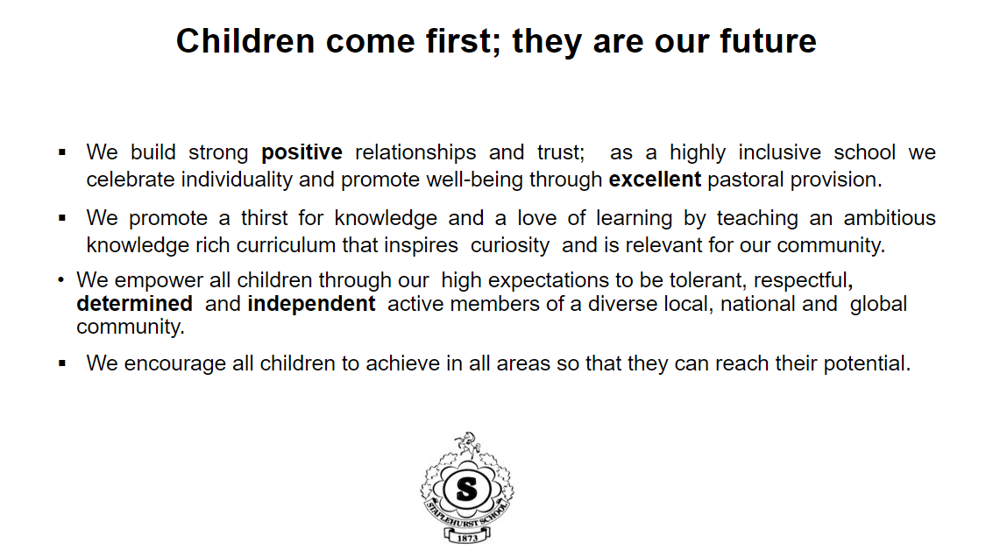 Children come first; they are our future
▪ We build strong positive relationships and trust;  as a highly inclusive school we
celebrate individuality and promote well-being through excellent pastoral provision.
▪ We promote a thirst for knowledge and a love of learning by teaching an ambitious
knowledge rich curriculum that inspires  curiosity  and is relevant for our community.
• We empower all children through our  high expectations to be tolerant, respectful,
determined  and independent  active members of a diverse local, national and  global
community.
▪ We encourage all children to achieve in all areas so that they can reach their potential.
S
STAPLEHURST SCHOOL
1873